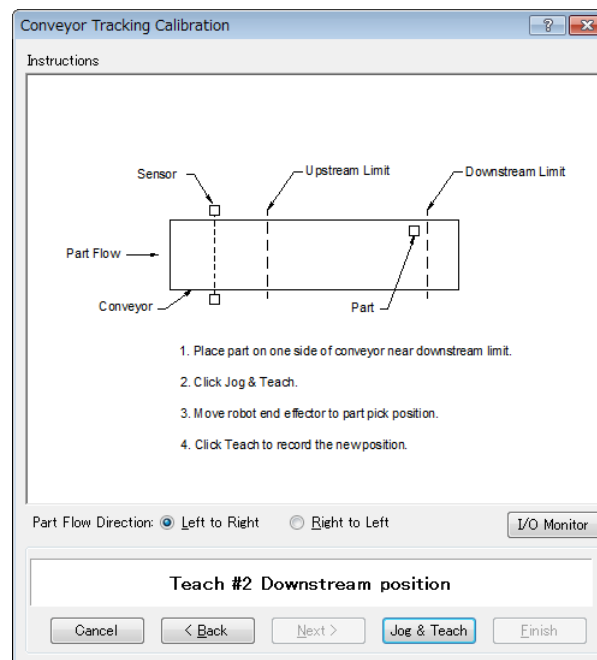 Conveyor Tracking Calibration
Instructions
Sensor
Upstream Limit
Downstream Limit
Part Flow
Conveyor
Part
1. Place part on one side of conveyor near downstream limit.
2. Click Jog & Teach.
3. Move robot end effector to part pick position.
4. Click Teach to record the new position.
Part Flow Direction: Left to Right Right to Left I/O Monitor
Teach #2 Downstream position
Cancel < Back Next > Jog & Teach Finish